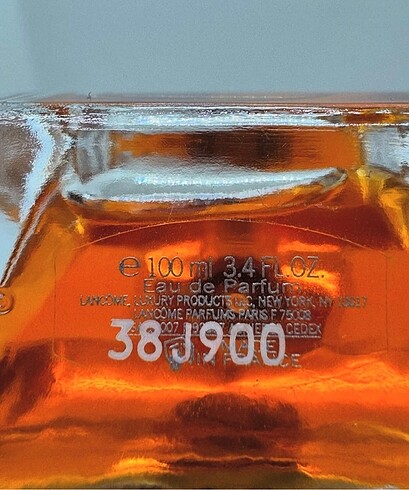 ℮ 100 ml 3.4 FL.OZ.
Eau de Parfum
LANCÔME, LUXURY PRODUCTS LLC, NEW YORK, NY
LANCÔME PARFUMS PARIS F 75008
CEDEX
38J900